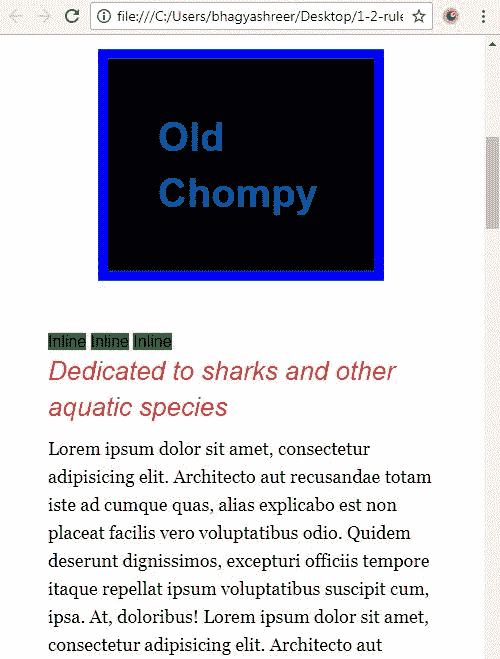 file:///C:/Users/bhagyashreer/Desktop/1-2-rule
Old
Chompy
Inline Inline Inline
Dedicated to sharks and other
aquatic species
Lorem ipsum dolor sit amet, consectetur
adipisicing elit. Architecto aut recusandae totam
iste ad cumque quas, alias explicabo est non
placeat facilis vero voluptatibus odio. Quidem
deserunt dignissimos, excepturi officiis tempore
itaque repellat ipsum voluptatibus suscipit cum,
ipsa. At, doloribus! Lorem ipsum dolor sit amet,
consectetur adipisicing elit. Architecto aut